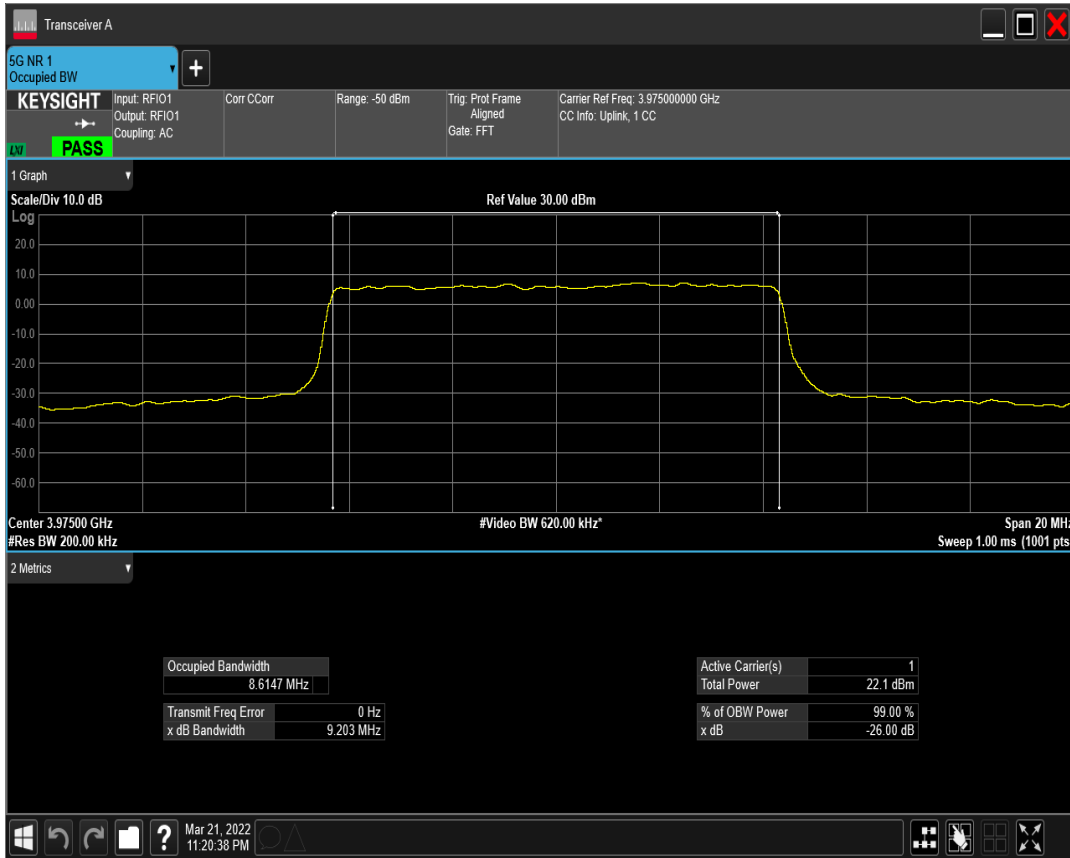 Transceiver A
5G NR 1
Occupied BW
KEYSIGHT
LXI
PASS
Input: RFIO1
Output: RFIO1
Coupling: AC
Corr CCorr
Range: -50 dBm
Trig: Prot Frame
Aligned
Gate: FFT
Carrier Ref Freq: 3.975000000 GHz
CC Info: Uplink, 1 CC
1 Graph
Scale/Div 10.0 dB
Ref Value 30.00 dBm
Log
20.0
10.0
0.00
-10.0
-20.0
-30.0
-40.0
-50.0
-60.0
Center 3.97500 GHz
#Video BW 620.00 kHz*
Span 20 MHz
#Res BW 200.00 kHz
Sweep 1.00 ms (1001 pts
2 Metrics
Occupied Bandwidth
8.6147 MHz
Transmit Freq Error 0 Hz
x dB Bandwidth 9.203 MHz
Active Carrier(s) 1
Total Power 22.1 dBm
% of OBW Power 99.00 %
x dB -26.00 dB
?
Mar 21, 2022
11:20:38 PM